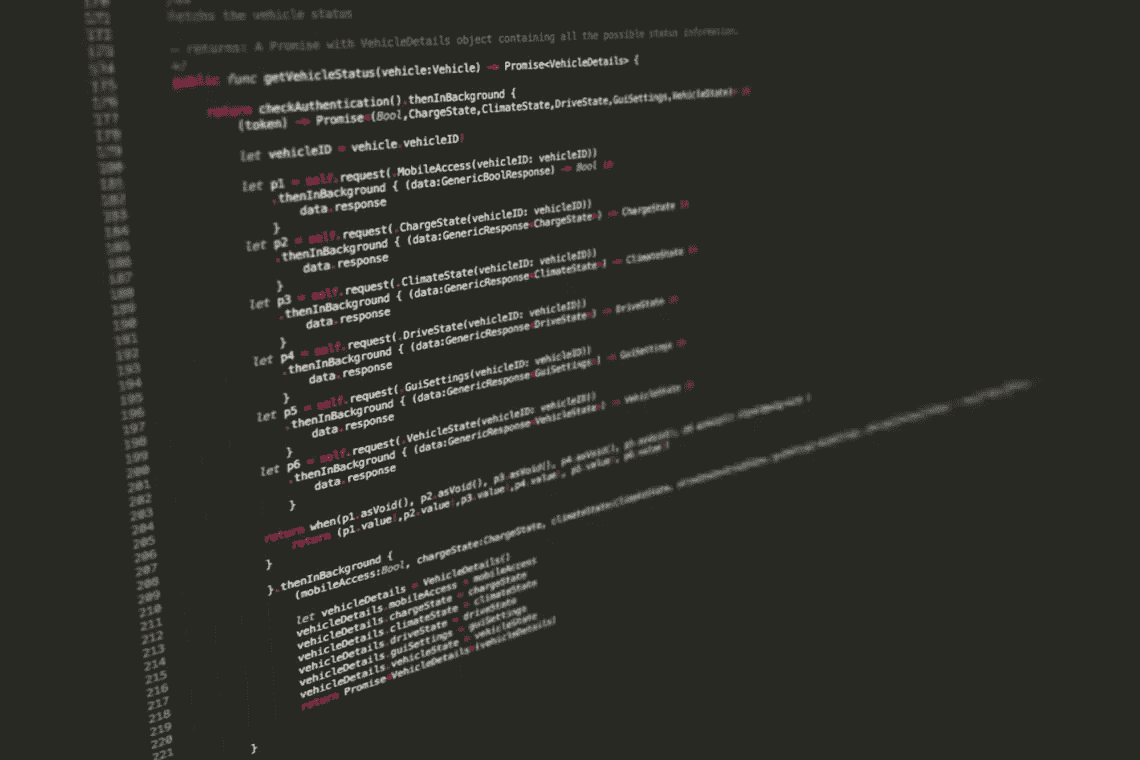 171
172
173
174
175
176
177
178
179
180
181
182
183
184
185
186
187
188
189
190
191
192
193
194
195
196
197
198
199
200
201
202
203
204
205
206
207
208
209
210
211
212
213
214
215
216
217
218
219
220
221
the vehicle status
- returns: A Promise with VehicleDetails object containing all the possible status information.
*/
public func getVehicleStatus(vehicle:Vehicle) -> Promise<VehicleDetails> {
return checkAuthentication().thenInBackground {
(token) -> Promise<(Bool,ChargeState,ClimateState,DriveState,GuiSettings,VehicleState)> in
let vehicleID = vehicle.vehicleID!
let p1 = self.request(.MobileAccess(vehicleID: vehicleID))
.thenInBackground { (data:GenericBoolResponse) -> Bool in
data.response
}
let p2 = self.request(.ChargeState(vehicleID: vehicleID))
.thenInBackground { (data:GenericResponse<ChargeState>) -> ChargeState in
data.response
}
let p3 = self.request(.ClimateState(vehicleID: vehicleID))
.thenInBackground { (data:GenericResponse<ClimateState>) -> ClimateState in
data.response
}
let p4 = self.request(.DriveState(vehicleID: vehicleID))
.thenInBackground { (data:GenericResponse<DriveState>) -> DriveState in
data.response
}
let p5 = self.request(.GuiSettings(vehicleID: vehicleID))
.thenInBackground { (data:GenericResponse<GuiSettings>) -> GuiSettings in
data.response
}
let p6 = self.request(.VehicleState(vehicleID: vehicleID))
.thenInBackground { (data:GenericResponse<VehicleState>) -> VehicleState in
data.response
}
return when(p1.asVoid(), p2.asVoid(), p3.asVoid(), p4.asVoid(), p5.asVoid(),
return (p1.value!,p2.value!,p3.value!,p4.value!, p5.value!, p6.value!)
}
}.thenInBackground {
(mobileAccess:Bool, chargeState:ChargeState, climateState:ClimateState,
let vehicleDetails = VehicleDetails()
vehicleDetails.mobileAccess = mobileAccess
vehicleDetails.chargeState = chargeState
vehicleDetails.climateState = climateState
vehicleDetails.driveState = driveState
vehicleDetails.guiSettings = guiSettings
vehicleDetails.vehicleState = vehicleState
return Promise<VehicleDetails>(vehicleDetails)
}